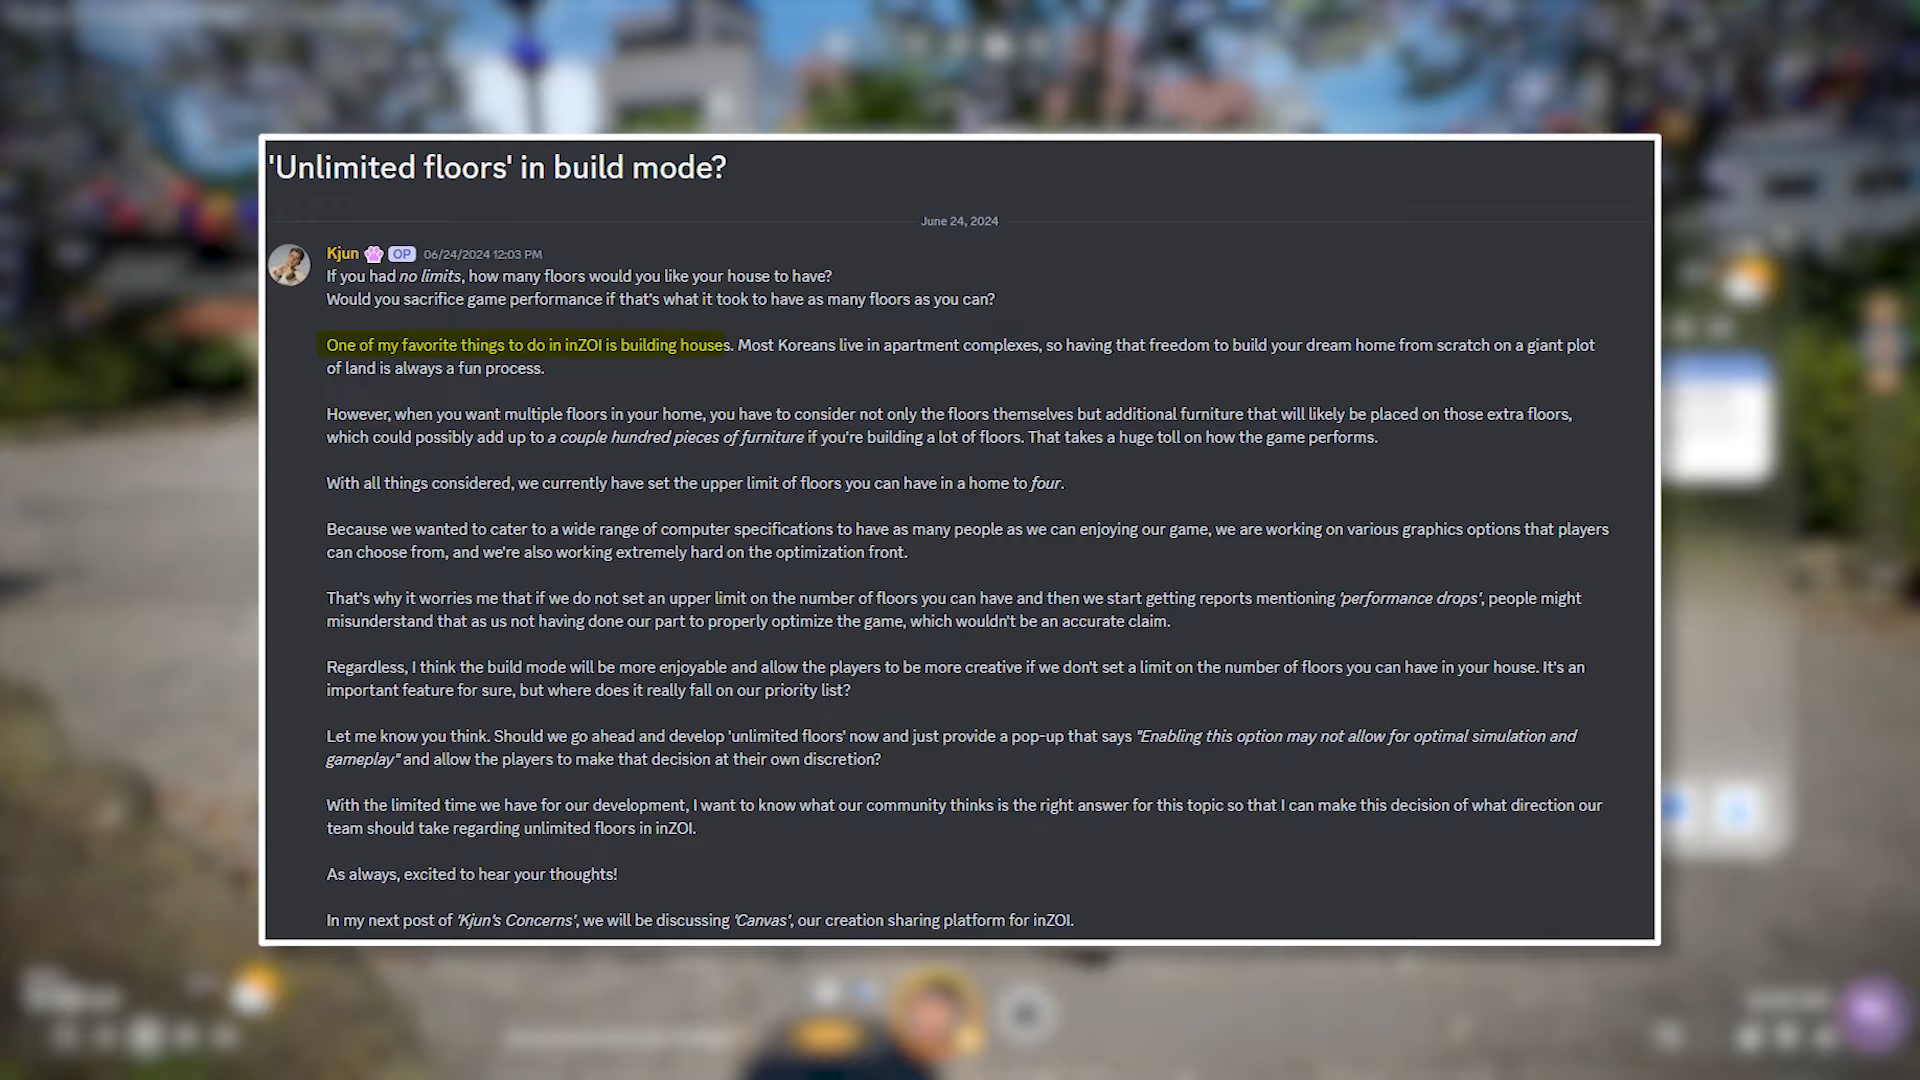 'Unlimited floors' in build mode?
June 24, 2024
Kjun OP 06/24/2024 12:03 PM
If you had no limits, how many floors would you like your house to have?
Would you sacrifice game performance if that's what it took to have as many floors as you can?
One of my favorite things to do in inZOI is building houses. Most Koreans live in apartment complexes, so having that freedom to build your dream home from scratch on a giant plot
of land is always a fun process.
However, when you want multiple floors in your home, you have to consider not only the floors themselves but additional furniture that will likely be placed on those extra floors,
which could possibly add up to a couple hundred pieces of furniture if you're building a lot of floors. That takes a huge toll on how the game performs.
With all things considered, we currently have set the upper limit of floors you can have in a home to four.
Because we wanted to cater to a wide range of computer specifications to have as many people as we can enjoying our game, we are working on various graphics options that players
can choose from, and we're also working extremely hard on the optimization front.
That's why it worries me that if we do not set an upper limit on the number of floors you can have and then we start getting reports mentioning 'performance drops', people might
misunderstand that as us not having done our part to properly optimize the game, which wouldn't be an accurate claim.
Regardless, I think the build mode will be more enjoyable and allow the players to be more creative if we don't set a limit on the number of floors you can have in your house. It's an
important feature for sure, but where does it really fall on our priority list?
Let me know you think. Should we go ahead and develop 'unlimited floors' now and just provide a pop-up that says "Enabling this option may not allow for optimal simulation and
gameplay" and allow the players to make that decision at their own discretion?
With the limited time we have for our development, I want to know what our community thinks is the right answer for this topic so that I can make this decision of what direction our
team should take regarding unlimited floors in inZOI.
As always, excited to hear your thoughts!
In my next post of 'Kjun's Concerns', we will be discussing 'Canvas', our creation sharing platform for inZOI.